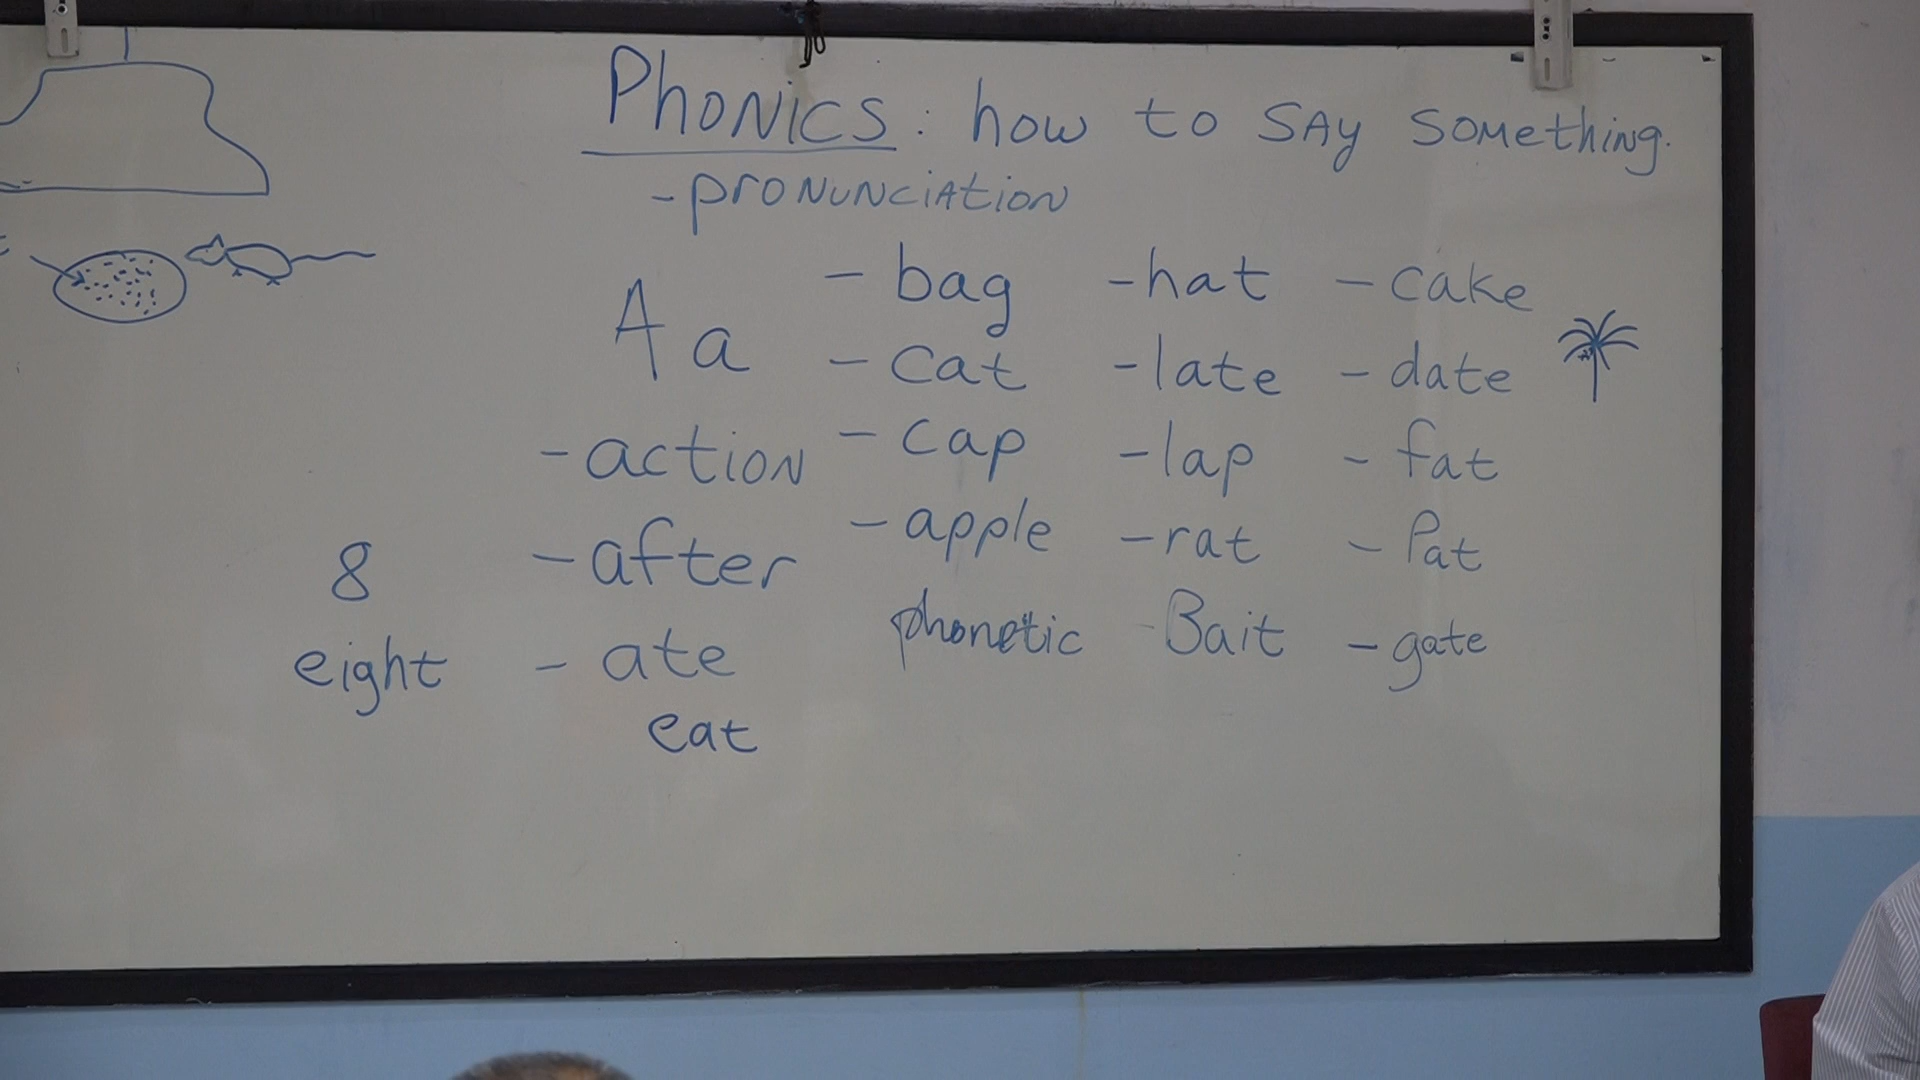 PHONICS: how to SAY SOMething.
- PRONUNCiAtiON
A a
- bag - hat - cake
- cat - late - date
- action - cap - lap - fat
- after - apple - rat - Pat
8
eight - ate phonetic - Bait - gate
eat